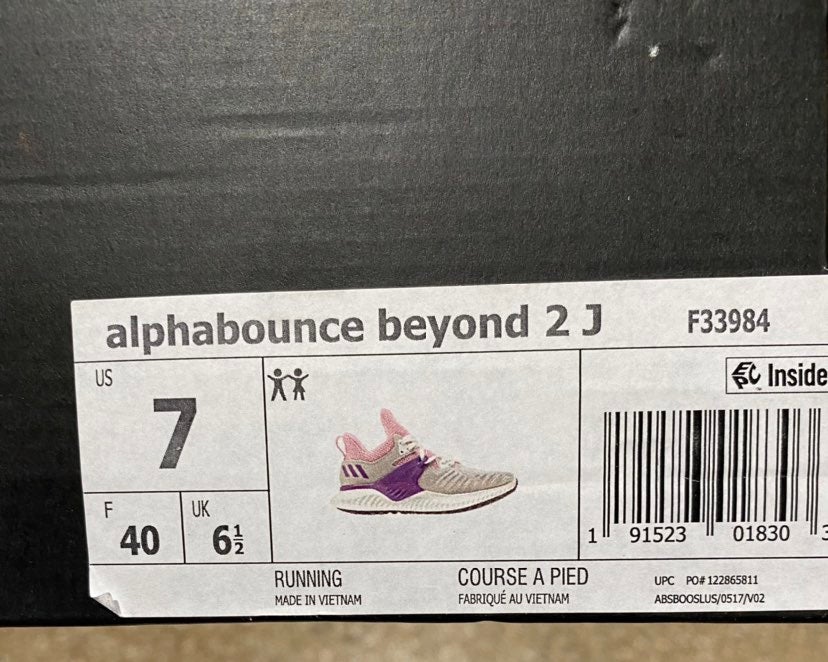 alphabounce beyond 2 J F33984
US
7
Inside
F
40
UK
6½
1 91523 01830 3
RUNNING
MADE IN VIETNAM
COURSE A PIED
FABRIQUÉ AU VIETNAM
UPC PO# 122865811
ABSBOOSLUS/0517/V02